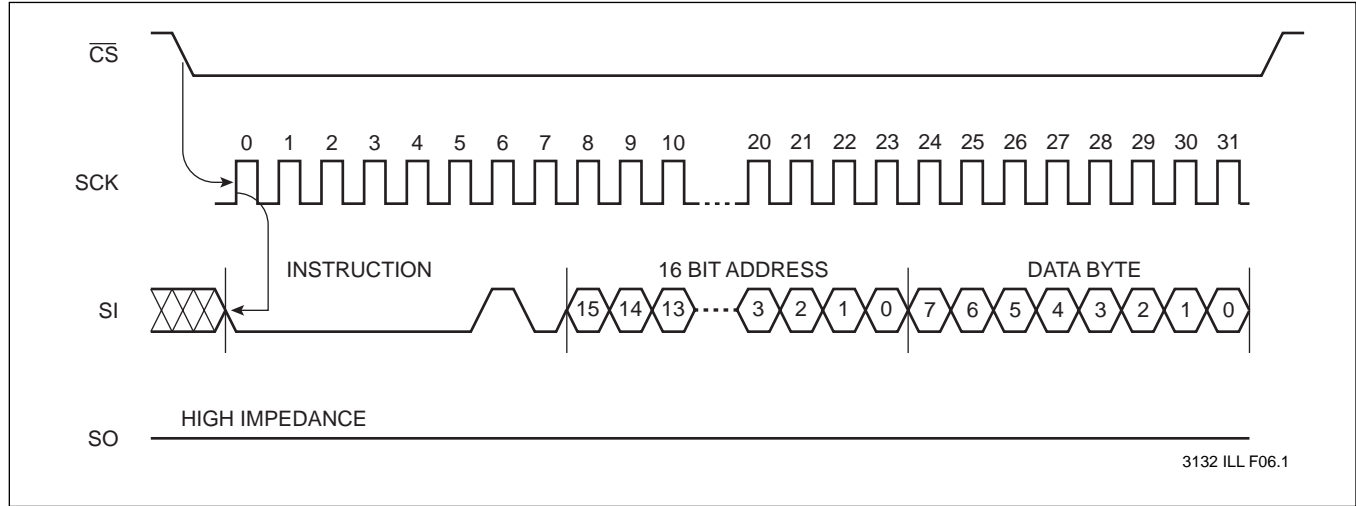 CS
0 1 2 3 4 5 6 7 8 9 10 20 21 22 23 24 25 26 27 28 29 30 31
SCK
INSTRUCTION 16 BIT ADDRESS DATA BYTE
SI 15 14 13 3 2 1 0 7 6 5 4 3 2 1 0
HIGH IMPEDANCE
SO
3132 ILL F06.1